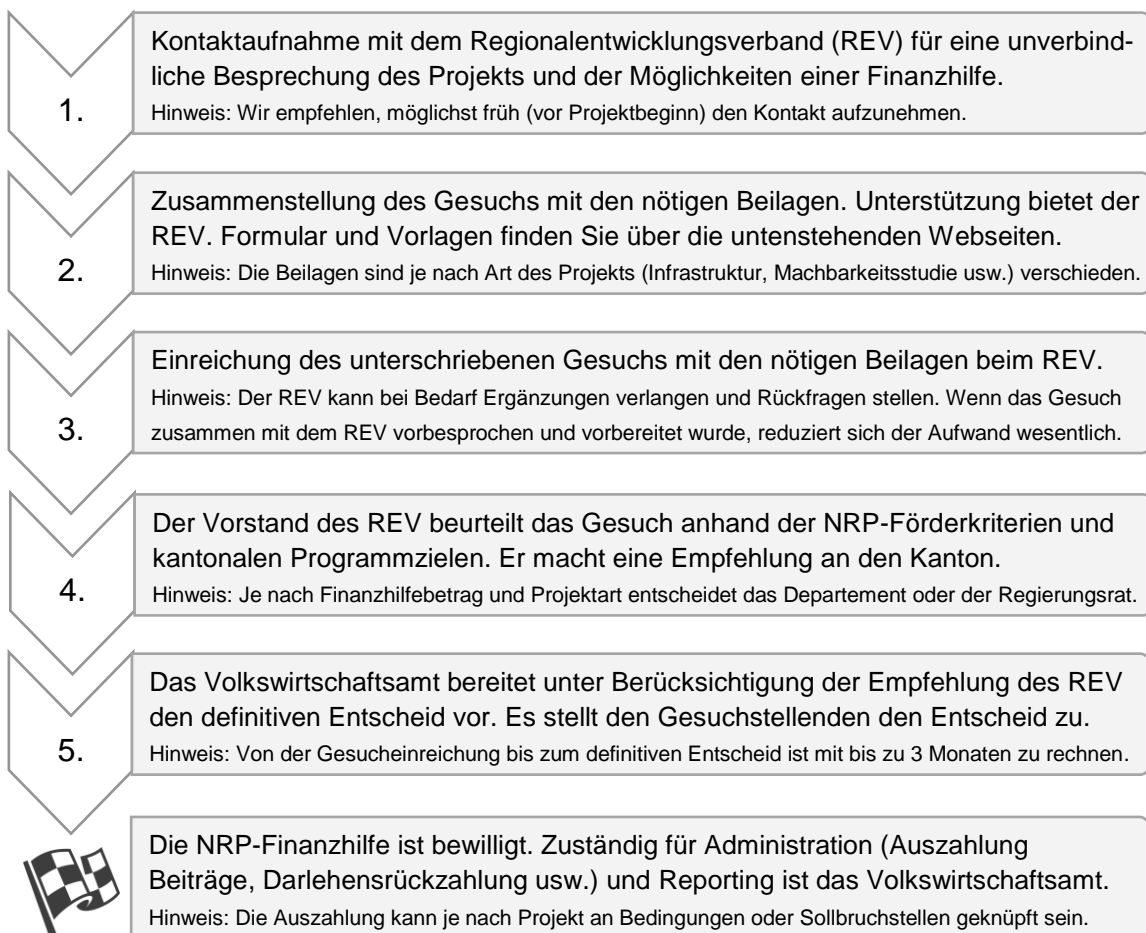 Kontaktaufnahme mit dem Regionalentwicklungsverband (REV) für eine unverbind-
liche Besprechung des Projekts und der Möglichkeiten einer Finanzhilfe.
1.
Hinweis: Wir empfehlen, möglichst früh (vor Projektbeginn) den Kontakt aufzunehmen.
Zusammenstellung des Gesuchs mit den nötigen Beilagen. Unterstützung bietet der
REV. Formular und Vorlagen finden Sie über die untenstehenden Webseiten.
2.
Hinweis: Die Beilagen sind je nach Art des Projekts (Infrastruktur, Machbarkeitsstudie usw.) verschieden.
Einreichung des unterschriebenen Gesuchs mit den nötigen Beilagen beim REV.
Hinweis: Der REV kann bei Bedarf Ergänzungen verlangen und Rückfragen stellen. Wenn das Gesuch
3.
zusammen mit dem REV vorbesprochen und vorbereitet wurde, reduziert sich der Aufwand wesentlich.
Der Vorstand des REV beurteilt das Gesuch anhand der NRP-Förderkriterien und
kantonalen Programmzielen. Er macht eine Empfehlung an den Kanton.
4.
Hinweis: Je nach Finanzhilfebetrag und Projektart entscheidet das Departement oder der Regierungsrat.
Das Volkswirtschaftsamt bereitet unter Berücksichtigung der Empfehlung des REV
den definitiven Entscheid vor. Es stellt den Gesuchstellenden den Entscheid zu.
5.
Hinweis: Von der Gesucheinreichung bis zum definitiven Entscheid ist mit bis zu 3 Monaten zu rechnen.
Die NRP-Finanzhilfe ist bewilligt. Zuständig für Administration (Auszahlung
Beiträge, Darlehensrückzahlung usw.) und Reporting ist das Volkswirtschaftsamt.
Hinweis: Die Auszahlung kann je nach Projekt an Bedingungen oder Sollbruchstellen geknüpft sein.